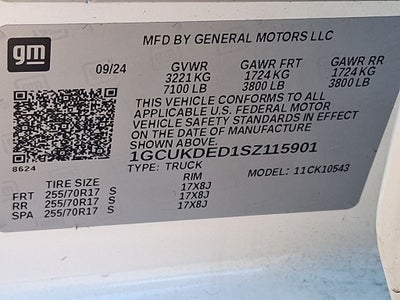 gm
MFD BY GENERAL MOTORS LLC
09/24 GVWR GAWR FRT GAWR RR
3221 KG 1724 KG 1724 KG
7100 LB 3800 LB 3800 LB
THIS VEHICLE CONFORMS TO ALL
APPLICABLE U.S. FEDERAL MOTOR
VEHICLE SAFETY STANDARDS IN EFFECT
ON THE DATE OF MANUFACTURE
SHOWN ABOVE.
1GCUKDED1SZ115901
8624
TYPE: TRUCK MODEL: 11CK10543
TIRE SIZE RIM
FRT 255/70R17 S 17X8J
RR 255/70R17 S 17X8J
SPA 255/70R17 S 17X8J